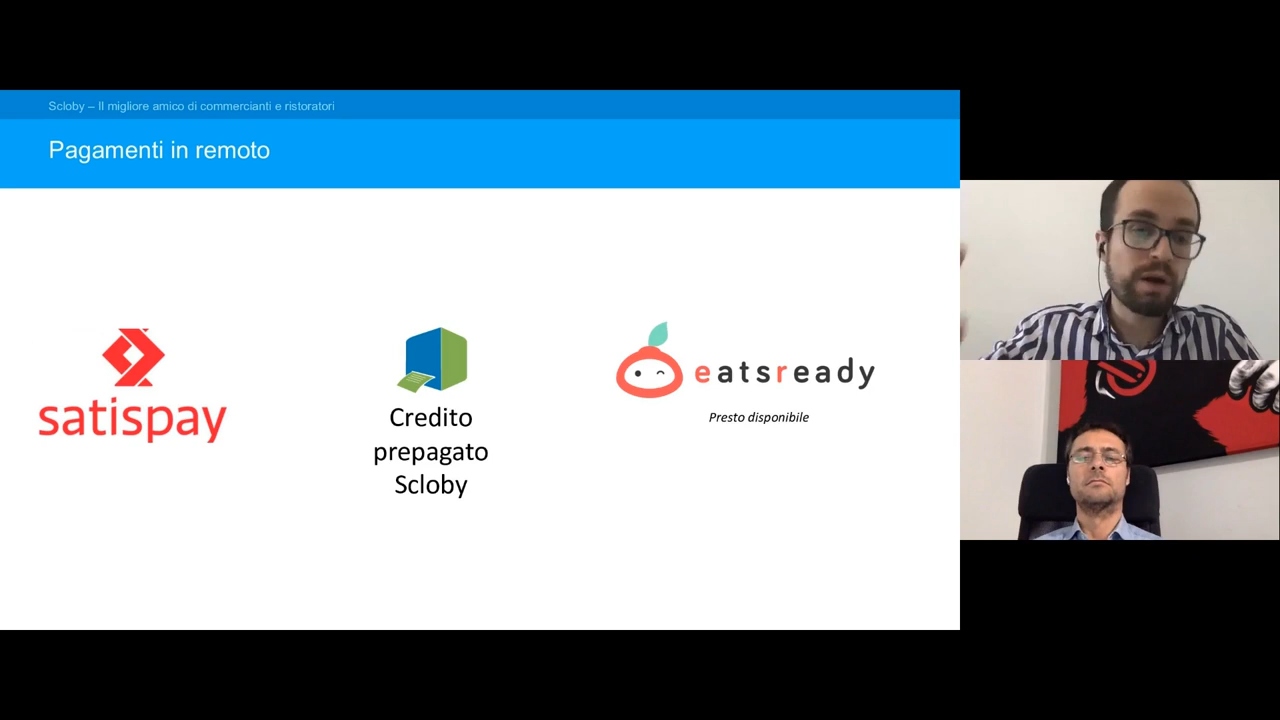 Scloby – Il migliore amico di commercianti e ristoratori
Pagamenti in remoto
satispay
Credito
prepagato
Scloby
eatsready
Presto disponibile